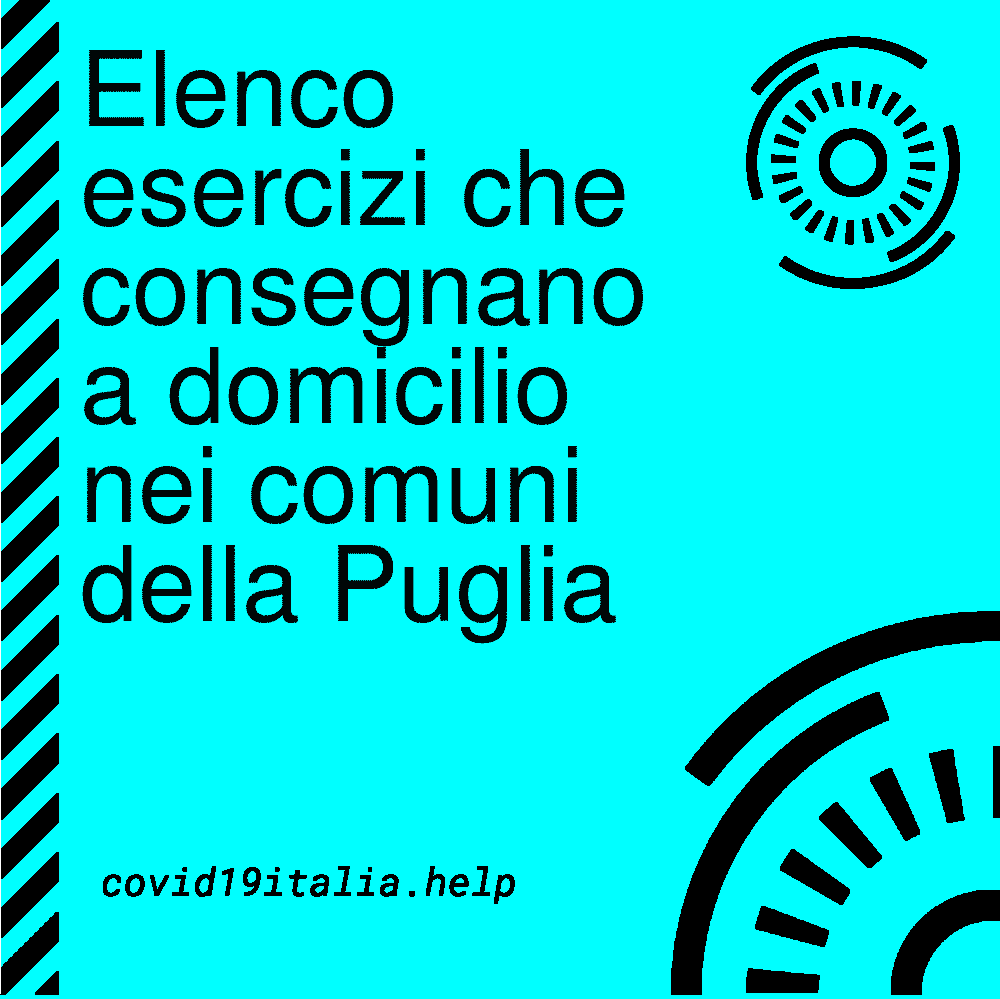 Elenco
esercizi che
consegnano
a domicilio
nei comuni
della Puglia
covid19italia.help